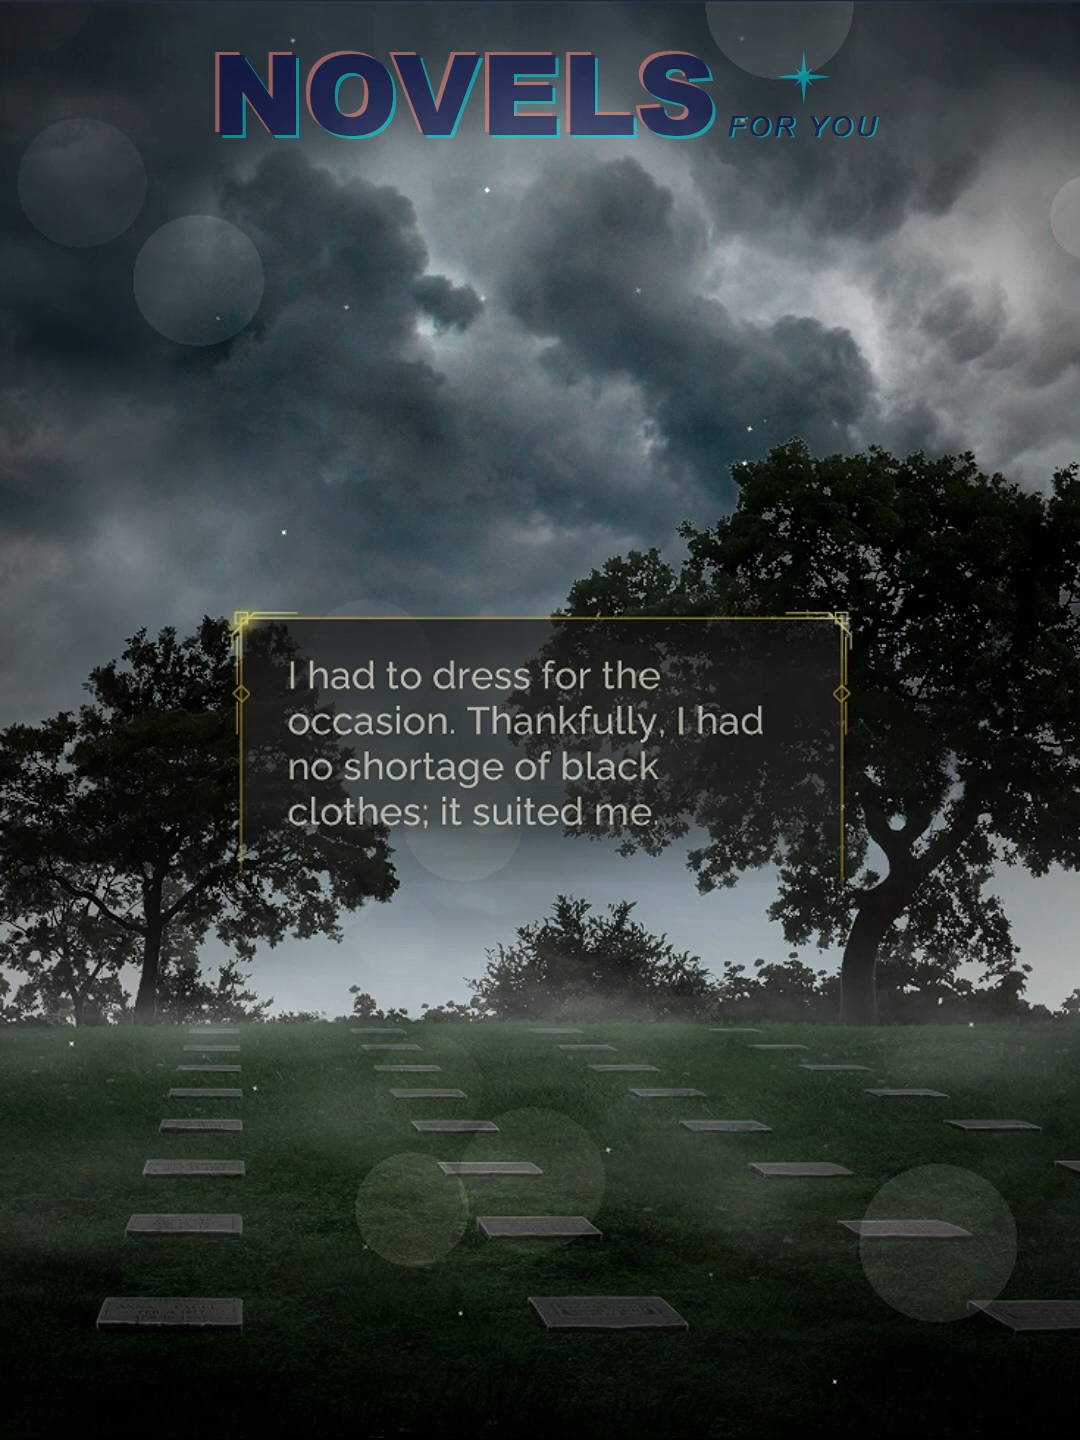 NOVELS
FOR YOU
I had to dress for the
occasion. Thankfully, I had
no shortage of black
clothes; it suited me.